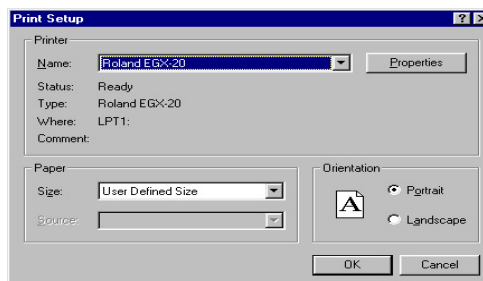 Print Setup
Printer
Name: Roland EGX-20 Properties
Status: Ready
Type: Roland EGX-20
Where: LPT1:
Comment:
Paper Orientation
Size: User Defined Size Portrait
A
Source: Landscape
OK Cancel